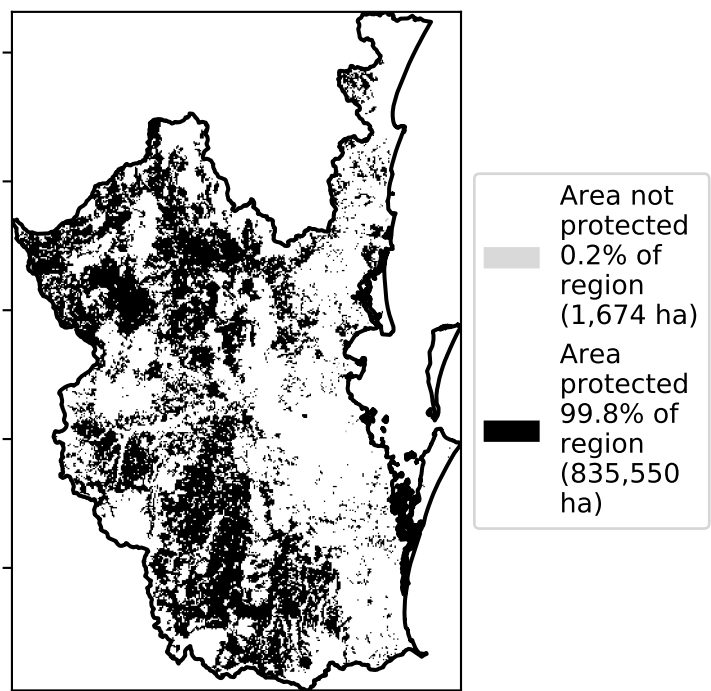 Area not
protected
0.2% of
region
(1,674 ha)
Area
protected
99.8% of
region
(835,550
ha)